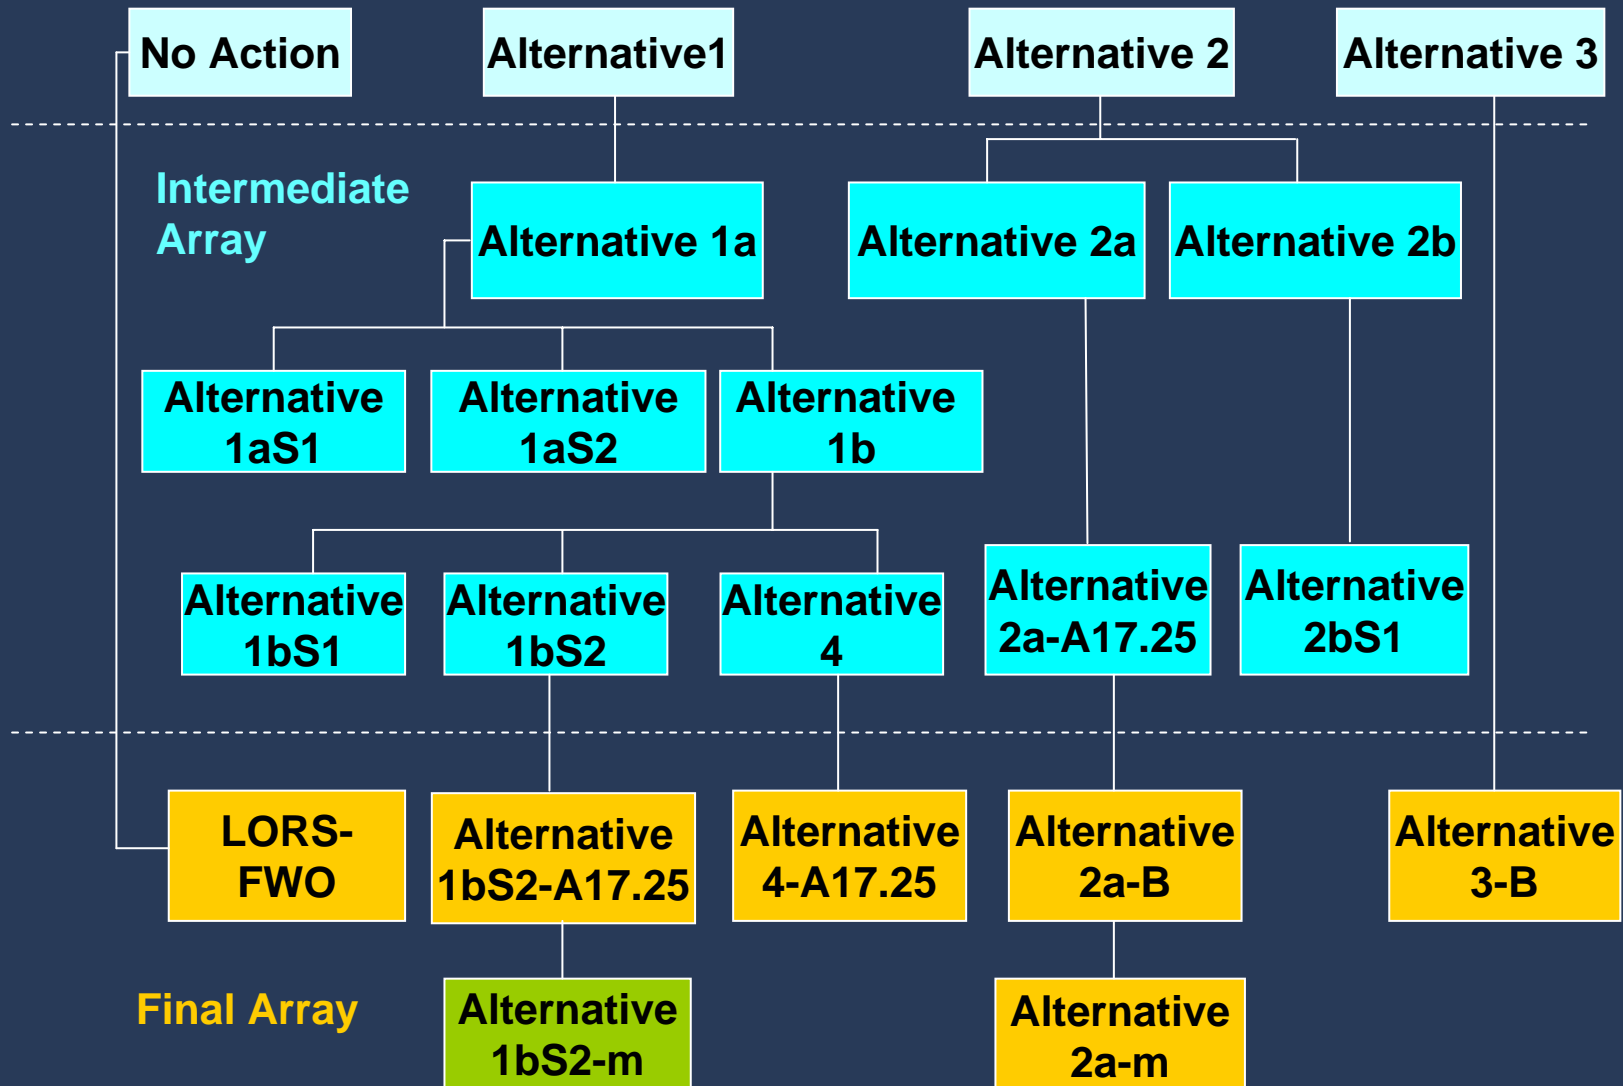 No Action
Alternative1
Alternative 2
Alternative 3
Intermediate
Array
Alternative 1a
Alternative 2a
Alternative 2b
Alternative
1aS1
Alternative
1aS2
Alternative
1b
Alternative
1bS1
Alternative
1bS2
Alternative
4
Alternative
2a-A17.25
Alternative
2bS1
LORS-
FWO
Alternative
1bS2-A17.25
Alternative
4-A17.25
Alternative
2a-B
Alternative
3-B
Final Array
Alternative
1bS2-m
Alternative
2a-m